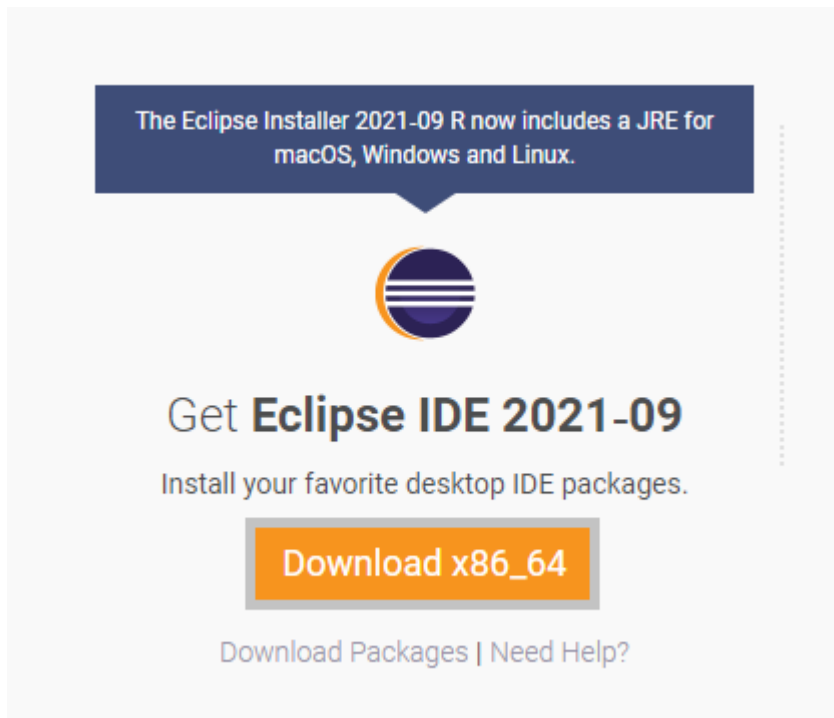 The Eclipse Installer 2021-09 R now includes a JRE for
macOS, Windows and Linux.
Get Eclipse IDE 2021-09
Install your favorite desktop IDE packages.
Download x86_64
Download Packages | Need Help?